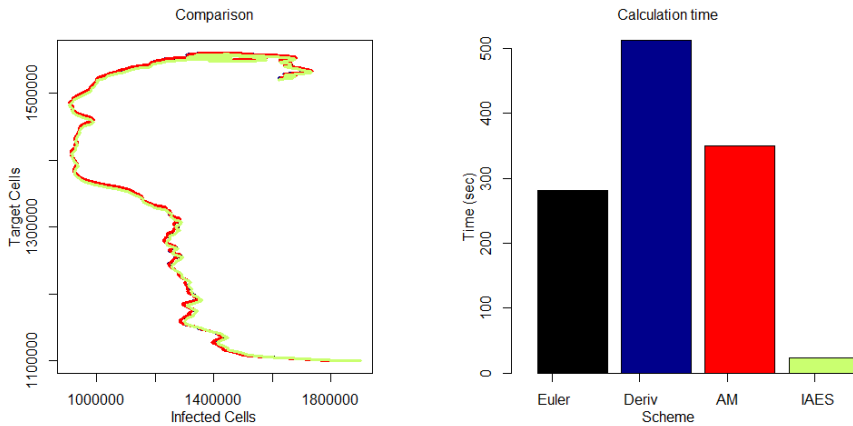 Comparison
Target Cells
1500000
1300000
1100000
1000000 1400000 1800000
Infected Cells
Calculation time
Time (sec)
500
400
300
200
100
0
Euler Deriv AM IAES
Scheme